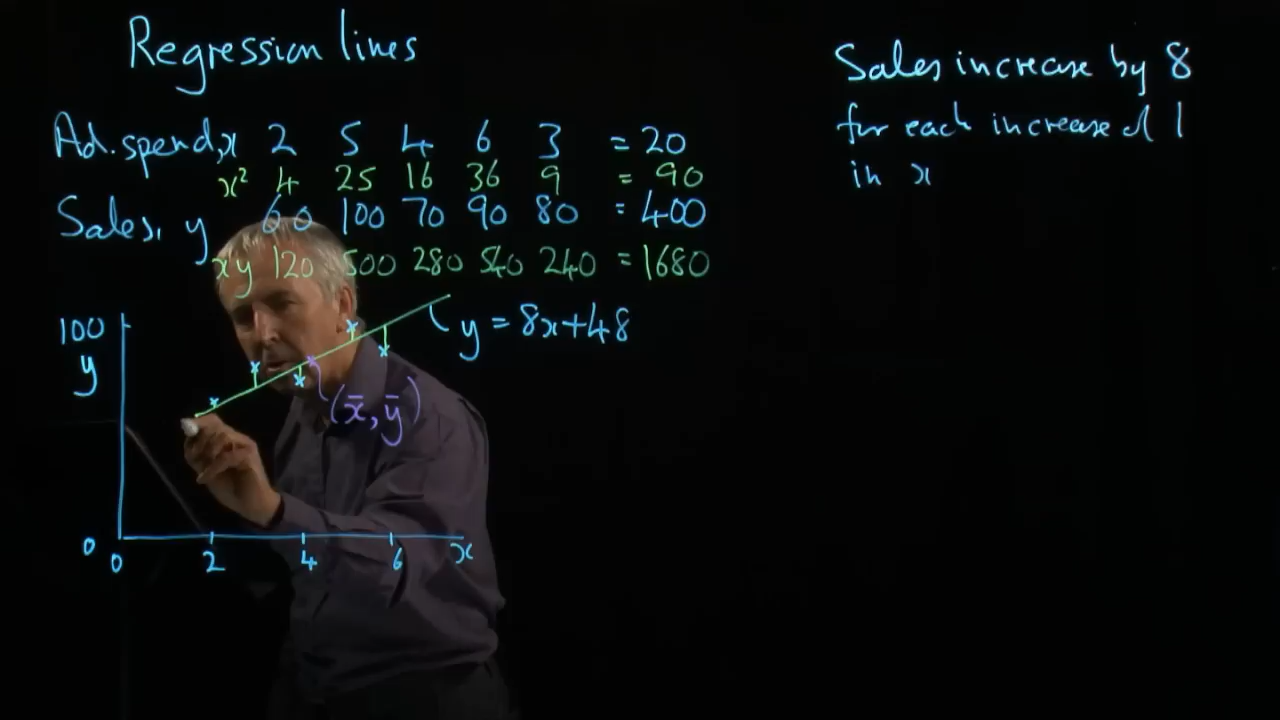 Regression lines
Ad. spend, x 2 5 4 6 3 = 20
x² 4 25 16 36 9 = 90
Sales, y 60 100 70 90 80 = 400
xy 120 500 280 540 240 = 1680
100
y
y = 8x+48
(x̄, ȳ)
0
0 2 4 6 x
Sales increase by 8
for each increase of 1
in x